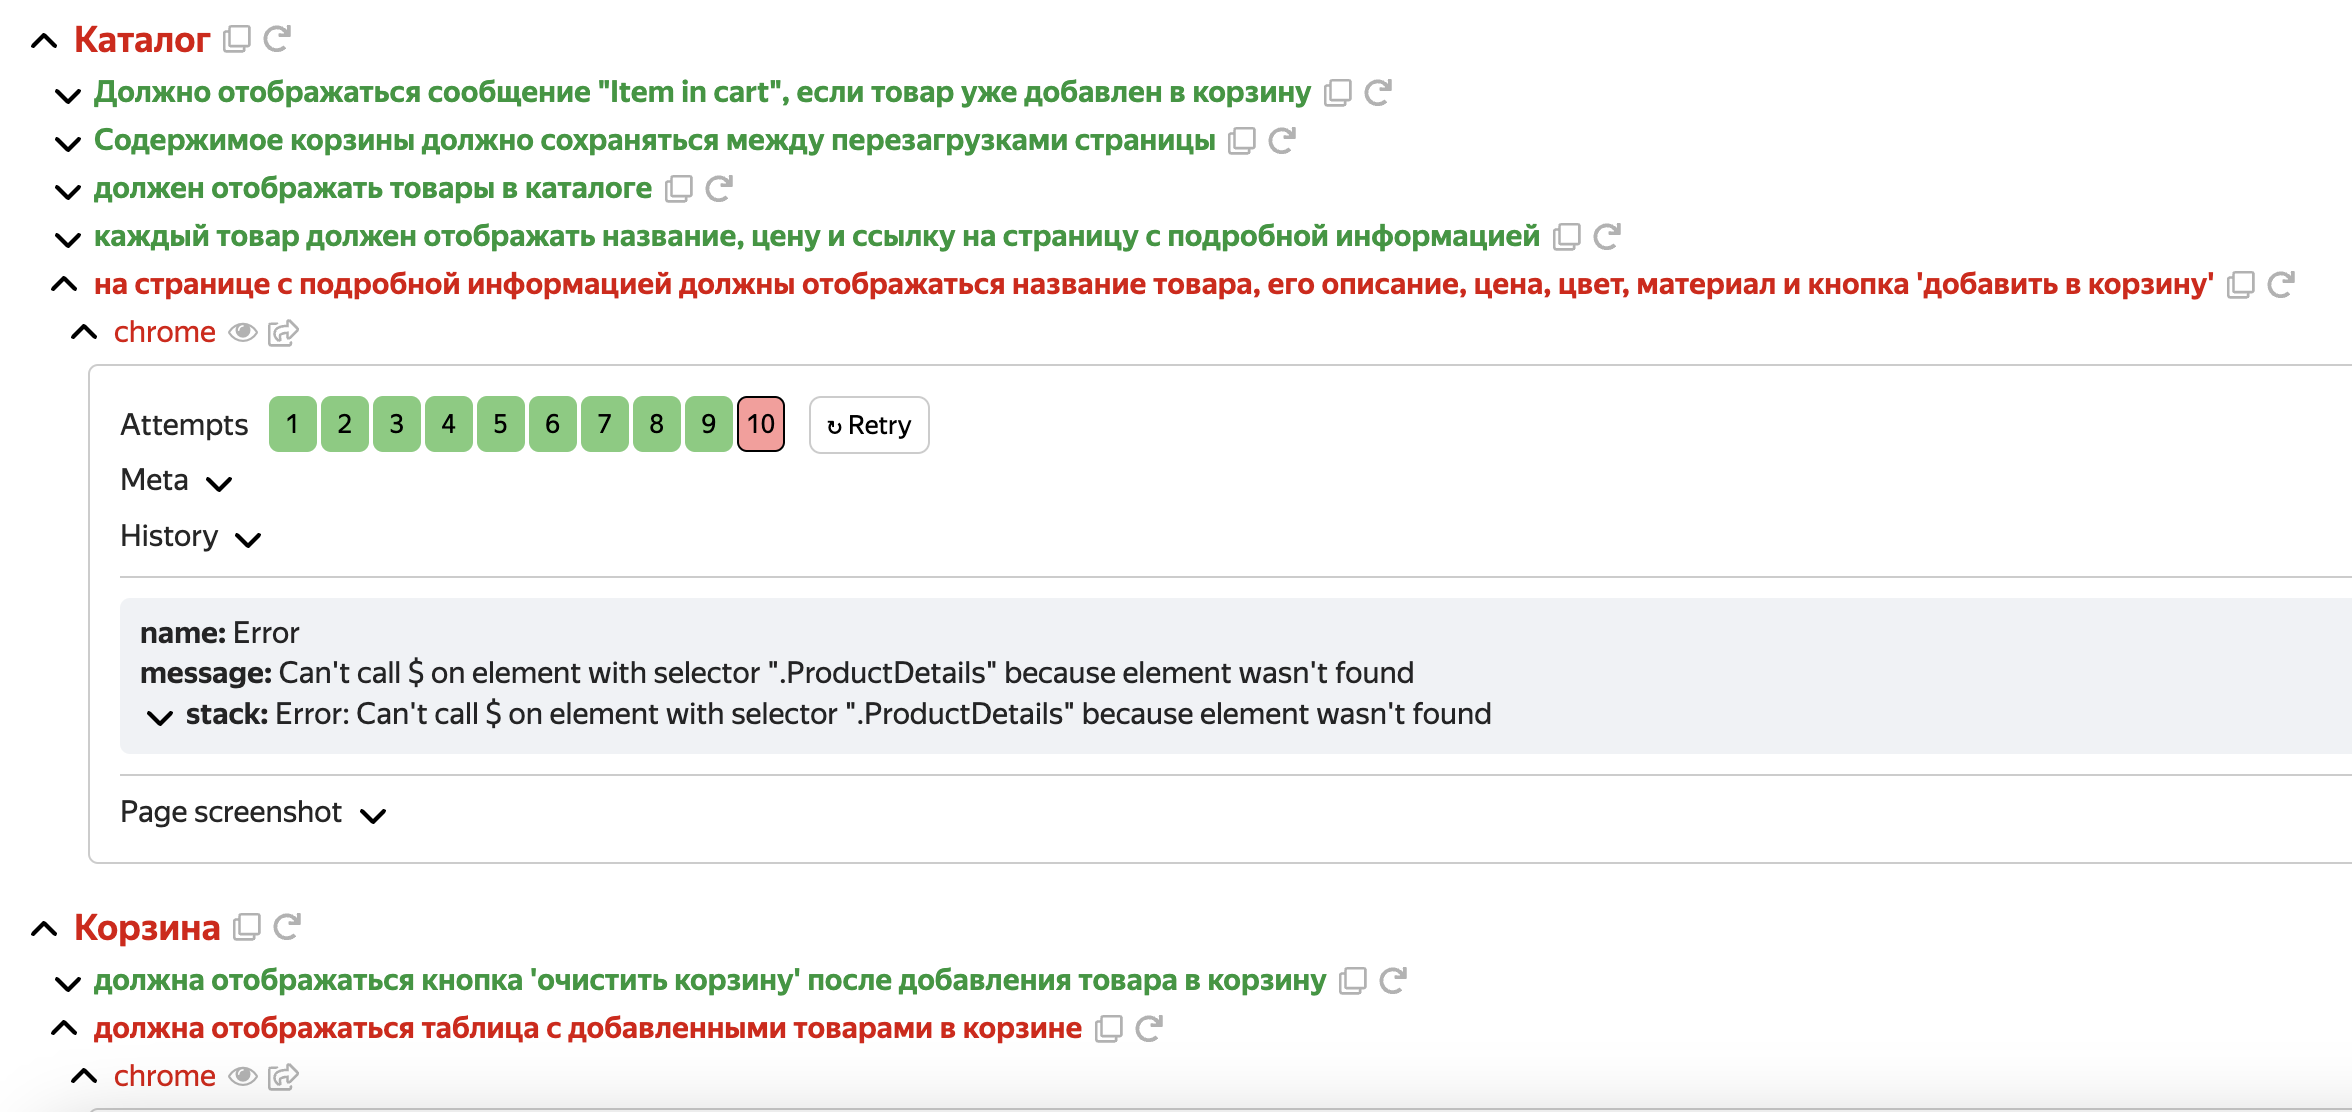 Каталог
Должно отображаться сообщение "Item in cart", если товар уже добавлен в корзину
Содержимое корзины должно сохраняться между перезагрузками страницы
должен отображать товары в каталоге
каждый товар должен отображать название, цену и ссылку на страницу с подробной информацией
на странице с подробной информацией должны отображаться название товара, его описание, цена, цвет, материал и кнопка 'добавить в корзину'
chrome
Attempts 1 2 3 4 5 6 7 8 9 10 ↻ Retry
Meta
History
name: Error
message: Can't call $ on element with selector ".ProductDetails" because element wasn't found
stack: Error: Can't call $ on element with selector ".ProductDetails" because element wasn't found
Page screenshot
Корзина
должна отображаться кнопка 'очистить корзину' после добавления товара в корзину
должна отображаться таблица с добавленными товарами в корзине
chrome